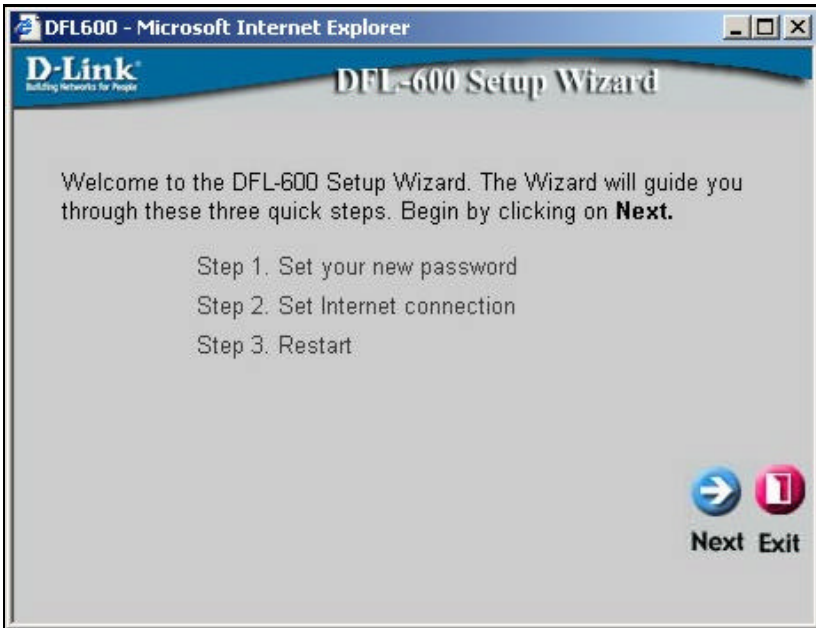 DFL600 - Microsoft Internet Explorer
D-Link
Building Networks for People
DFL-600 Setup Wizard
Welcome to the DFL-600 Setup Wizard. The Wizard will guide you
through these three quick steps. Begin by clicking on Next.
Step 1. Set your new password
Step 2. Set Internet connection
Step 3. Restart
Next Exit